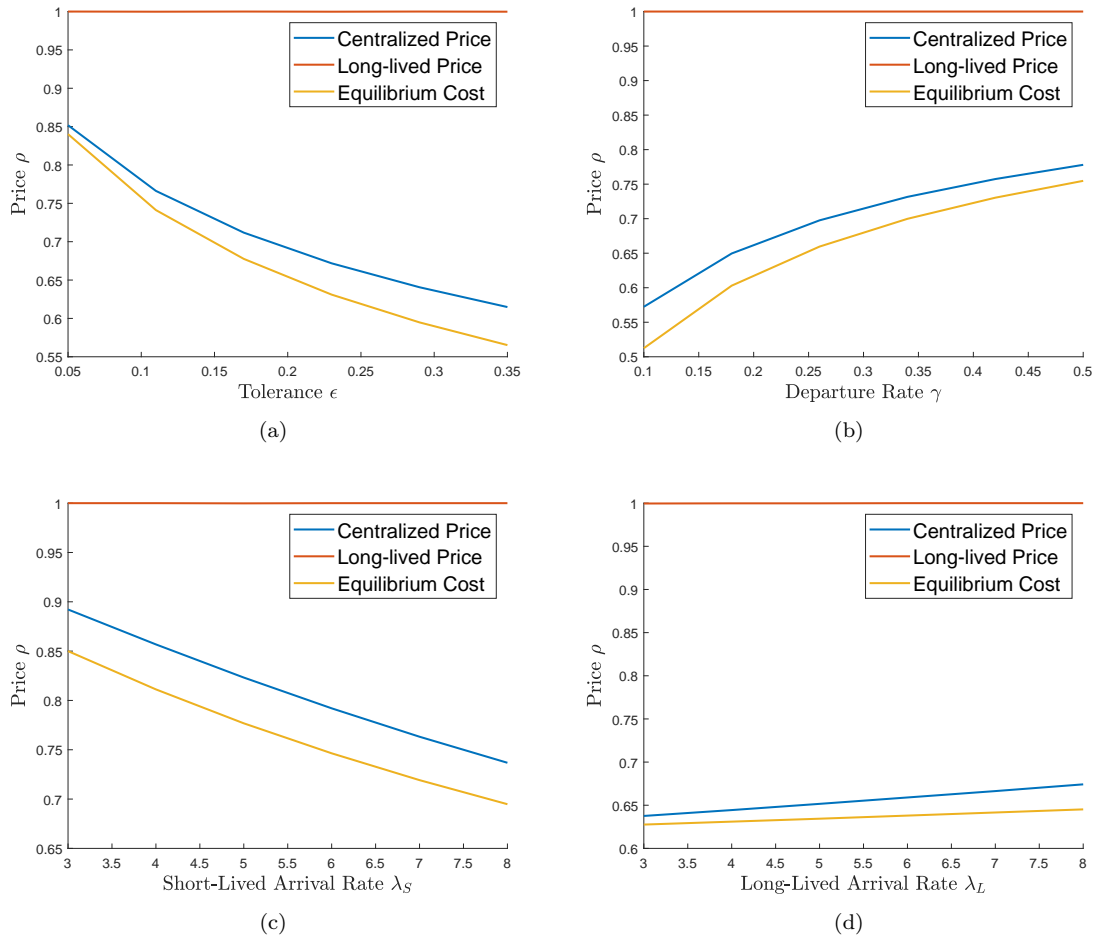 1
0.95
0.9
0.85
0.8
0.75
0.7
0.65
0.6
0.55
Price ρ
Centralized Price
Long-lived Price
Equilibrium Cost
0.05 0.1 0.15 0.2 0.25 0.3 0.35
Tolerance ϵ
(a)
1
0.95
0.9
0.85
0.8
0.75
0.7
0.65
0.6
0.55
0.5
Price ρ
Centralized Price
Long-lived Price
Equilibrium Cost
0.1 0.15 0.2 0.25 0.3 0.35 0.4 0.45 0.5
Departure Rate γ
(b)
1
0.95
0.9
0.85
0.8
0.75
0.7
0.65
Price ρ
Centralized Price
Long-lived Price
Equilibrium Cost
3 3.5 4 4.5 5 5.5 6 6.5 7 7.5 8
Short-Lived Arrival Rate λ_S
(c)
1
0.95
0.9
0.85
0.8
0.75
0.7
0.65
0.6
Price ρ
Centralized Price
Long-lived Price
Equilibrium Cost
3 3.5 4 4.5 5 5.5 6 6.5 7 7.5 8
Long-Lived Arrival Rate λ_L
(d)